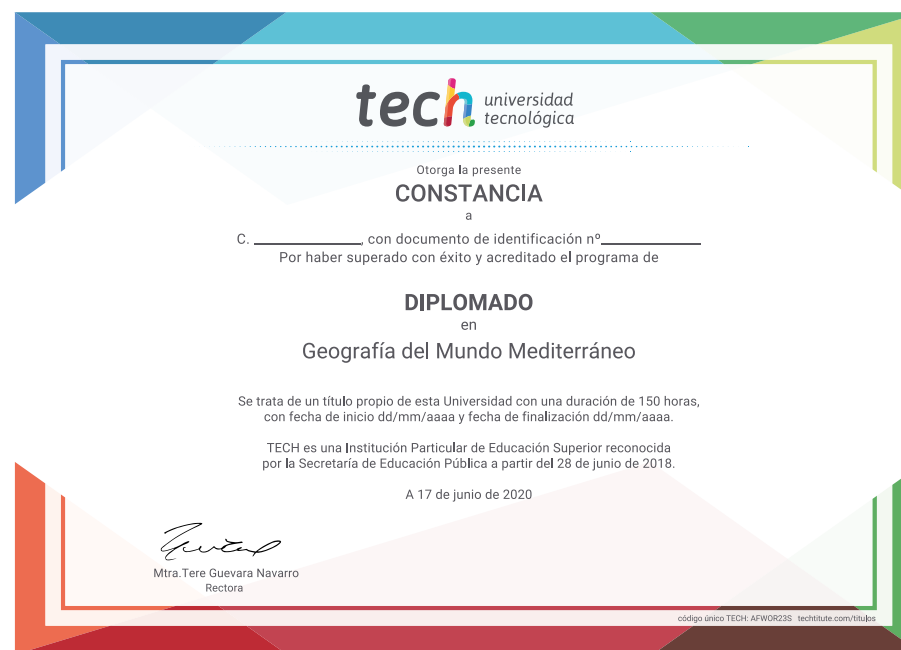 tech universidad
tecnológica
Otorga la presente
CONSTANCIA
a
C. ____________, con documento de identificación nº____________
Por haber superado con éxito y acreditado el programa de
DIPLOMADO
en
Geografía del Mundo Mediterráneo
Se trata de un título propio de esta Universidad con una duración de 150 horas,
con fecha de inicio dd/mm/aaaa y fecha de finalización dd/mm/aaaa.
TECH es una Institución Particular de Educación Superior reconocida
por la Secretaría de Educación Pública a partir del 28 de junio de 2018.
A 17 de junio de 2020
Mtra.Tere Guevara Navarro
Rectora
código único TECH: AFWOR23S techtitute.com/titulos